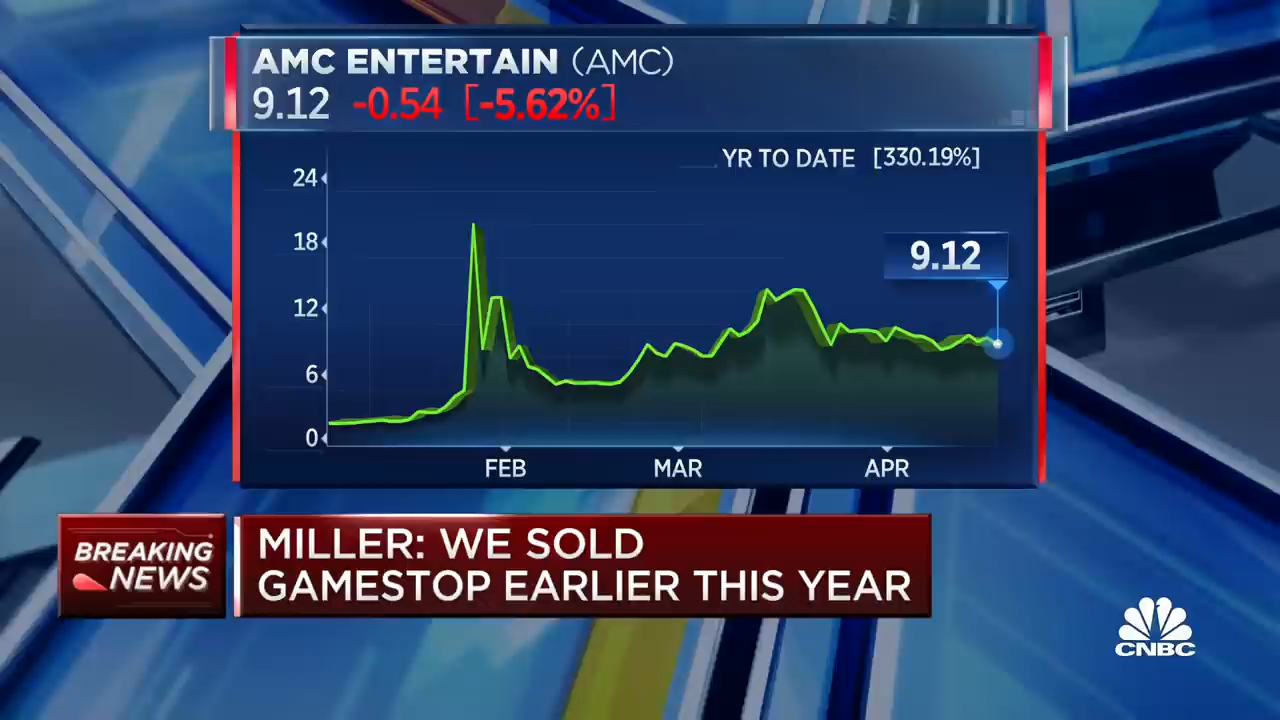 AMC ENTERTAIN (AMC)
9.12 -0.54 [-5.62%]
YR TO DATE [330.19%]
24
18
12
6
0
9.12
FEB MAR APR
BREAKING
NEWS
MILLER: WE SOLD
GAMESTOP EARLIER THIS YEAR
CNBC